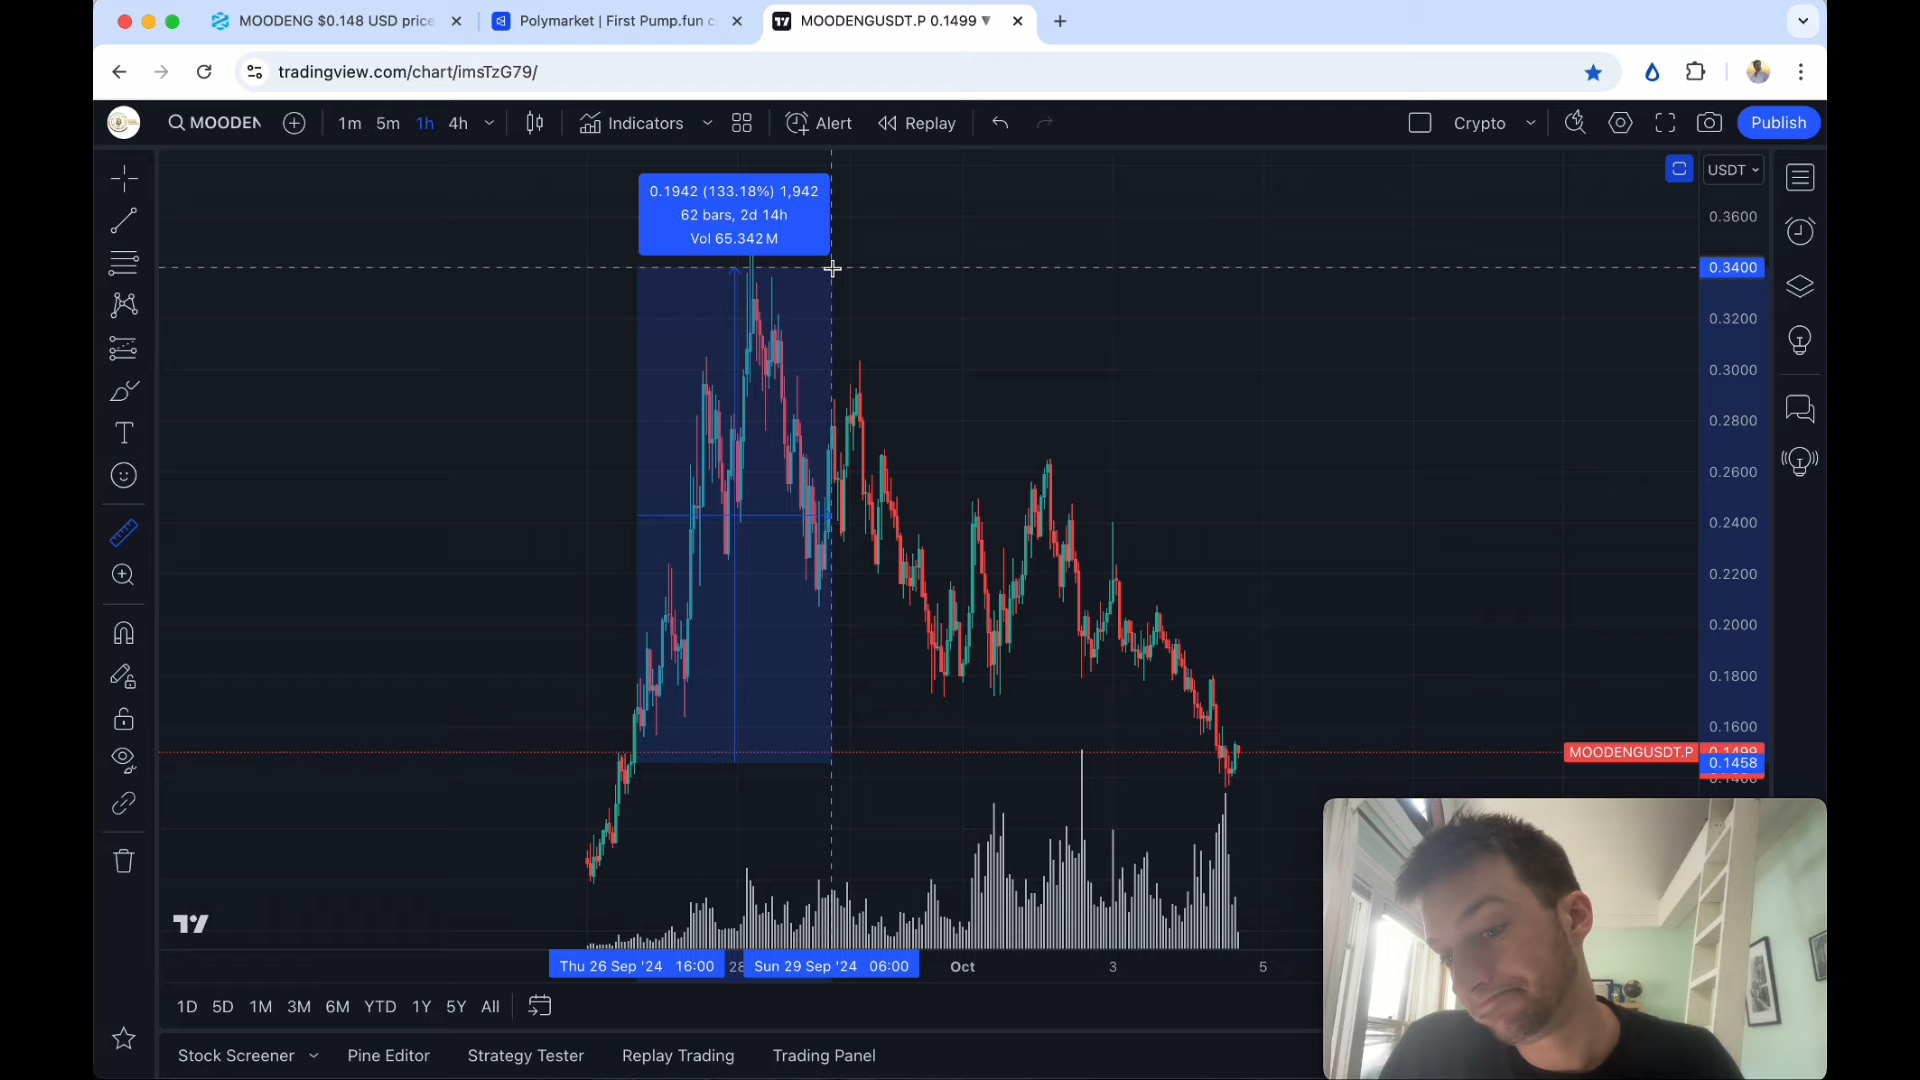 MOODENG $0.148 USD price
Polymarket | First Pump.fun c
MOODENGUSDT.P 0.1499
tradingview.com/chart/imsTzG79/
MOODEN
1m 5m 1h 4h
Indicators
Alert
Replay
Crypto
Publish
0.1942 (133.18%) 1,942
62 bars, 2d 14h
Vol 65.342 M
USDT
0.3600
0.3400
0.3200
0.3000
0.2800
0.2600
0.2400
0.2200
0.2000
0.1800
0.1600
MOODENGUSDT.P 0.1499
0.1458
Thu 26 Sep '24 16:00
28
Sun 29 Sep '24 06:00
Oct
3
5
1D 5D 1M 3M 6M YTD 1Y 5Y All
Stock Screener
Pine Editor
Strategy Tester
Replay Trading
Trading Panel